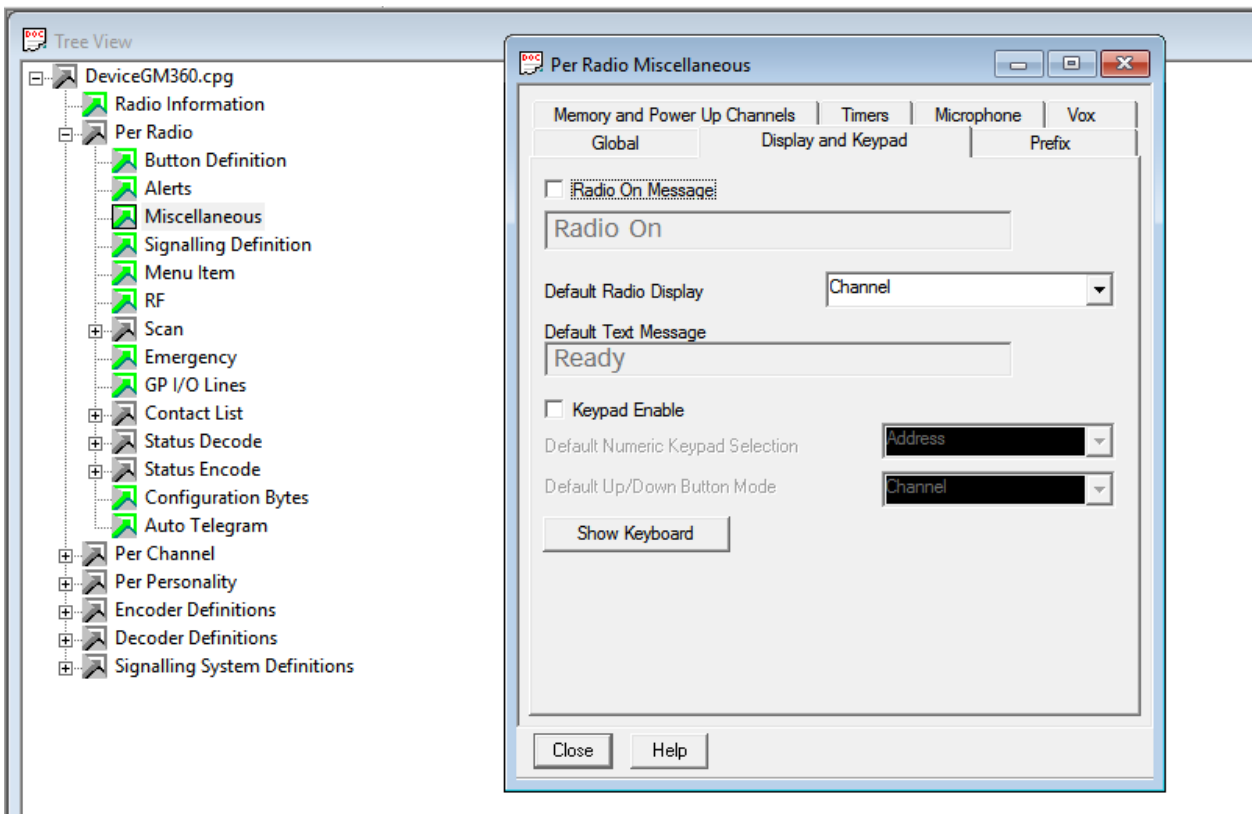 Tree View
DeviceGM360.cpg
Radio Information
Per Radio
Button Definition
Alerts
Miscellaneous
Signalling Definition
Menu Item
RF
Scan
Emergency
GP I/O Lines
Contact List
Status Decode
Status Encode
Configuration Bytes
Auto Telegram
Per Channel
Per Personality
Encoder Definitions
Decoder Definitions
Signalling System Definitions
Per Radio Miscellaneous
Memory and Power Up Channels Timers Microphone Vox
Global Display and Keypad Prefix
Radio On Message
Radio On
Default Radio Display Channel
Default Text Message
Ready
Keypad Enable
Default Numeric Keypad Selection Address
Default Up/Down Button Mode Channel
Show Keyboard
Close Help